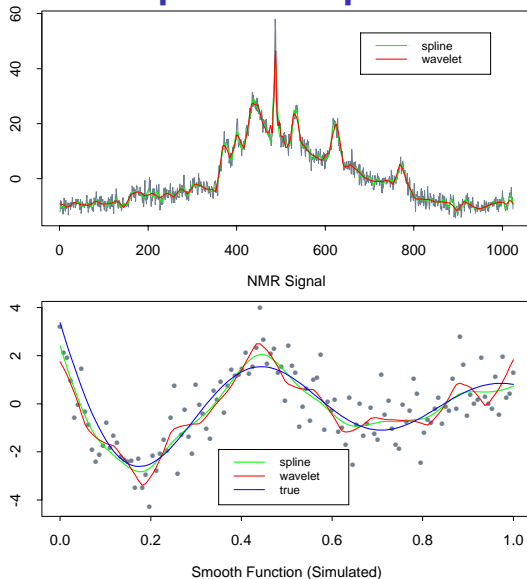 60
40
20
0
spline
wavelet
0 200 400 600 800 1000
NMR Signal
4
2
0
-2
-4
spline
wavelet
true
0.0 0.2 0.4 0.6 0.8 1.0
Smooth Function (Simulated)